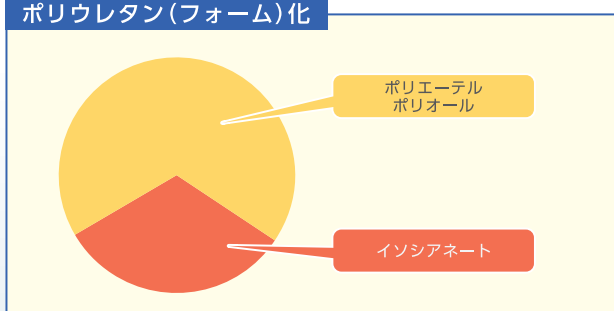 ポリウレタン(フォーム)化
ポリエーテル
ポリオール
イソシアネート